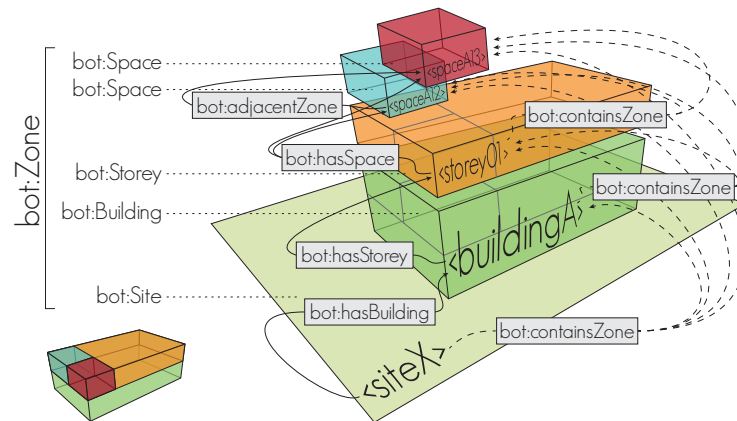 bot:Zone
bot:Space
bot:Space
bot:Storey
bot:Building
bot:Site
<spaceA13>
<spaceA12>
bot:adjacentZone
bot:containsZone
bot:hasSpace
<storey01>
bot:containsZone
<buildingA>
bot:hasStorey
bot:hasBuilding
bot:containsZone
<siteX>